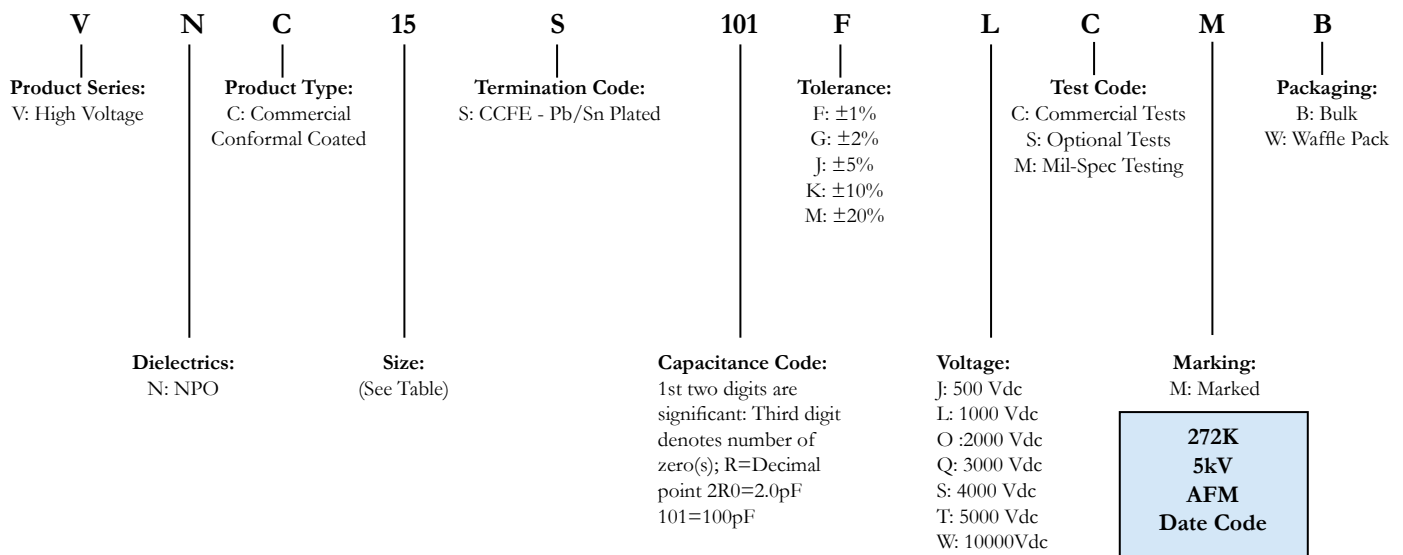 V N C 15 S 101 F L C M B
Product Series:
V: High Voltage
Product Type:
C: Commercial
Conformal Coated
Termination Code:
S: CCFE - Pb/Sn Plated
Tolerance:
F: ±1%
G: ±2%
J: ±5%
K: ±10%
M: ±20%
Test Code:
C: Commercial Tests
S: Optional Tests
M: Mil-Spec Testing
Packaging:
B: Bulk
W: Waffle Pack
Dielectrics:
N: NPO
Size:
(See Table)
Capacitance Code:
1st two digits are
significant: Third digit
denotes number of
zero(s); R=Decimal
point 2R0=2.0pF
101=100pF
Voltage:
J: 500 Vdc
L: 1000 Vdc
O :2000 Vdc
Q: 3000 Vdc
S: 4000 Vdc
T: 5000 Vdc
W: 10000Vdc
Marking:
M: Marked
272K
5kV
AFM
Date Code